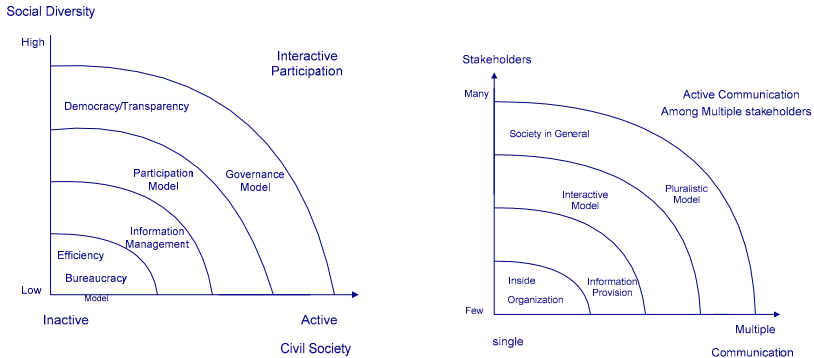 Social Diversity
High
Interactive
Participation
Democracy/Transparency
Participation
Model
Governance
Model
Information
Management
Efficiency
Bureaucracy
Model
Low
Inactive
Active
Civil Society
Stakeholders
Many
Active Communication
Among Multiple stakeholders
Society in General
Interactive
Model
Pluralistic
Model
Inside
Organization
Information
Provision
Few
single
Multiple
Communication